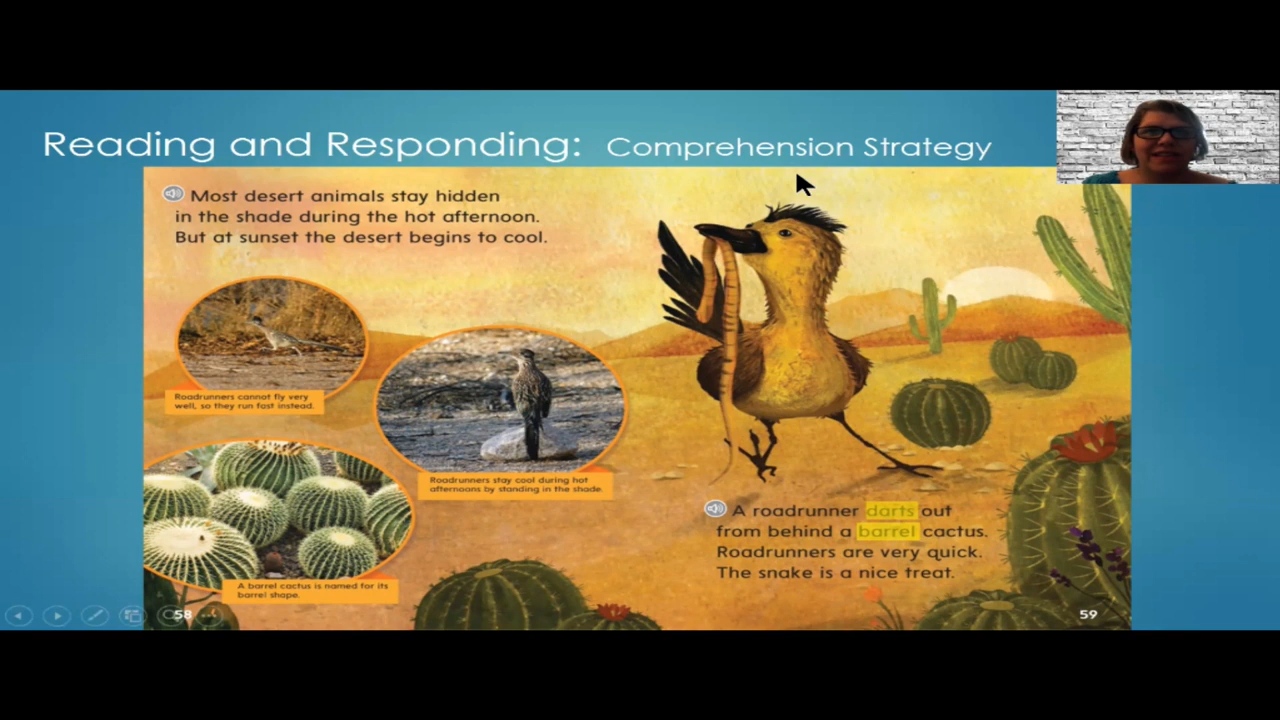 Reading and Responding: Comprehension Strategy
Most desert animals stay hidden
in the shade during the hot afternoon.
But at sunset the desert begins to cool.
Roadrunners cannot fly very
well, so they run fast instead.
Roadrunners stay cool during hot
afternoons by standing in the shade.
A barrel cactus is named for its
barrel shape.
A roadrunner darts out
from behind a barrel cactus.
Roadrunners are very quick.
The snake is a nice treat.
58
59